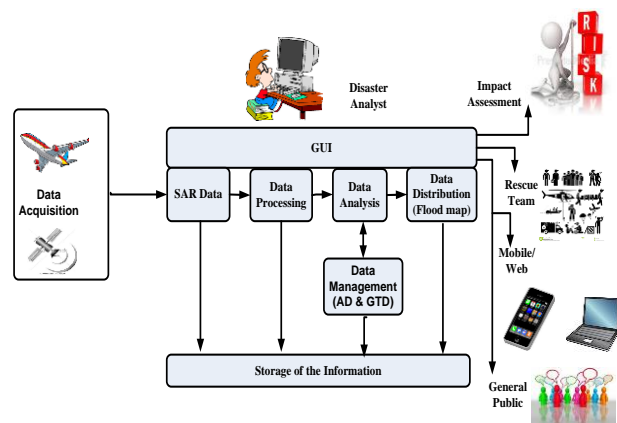 Disaster
Analyst
Impact
Assessment
RISK
GUI
Data
Acquisition
SAR Data
Data
Processing
Data
Analysis
Data
Distribution
(Flood map)
Rescue
Team
Data
Management
(AD & GTD)
Mobile/
Web
Storage of the Information
General
Public